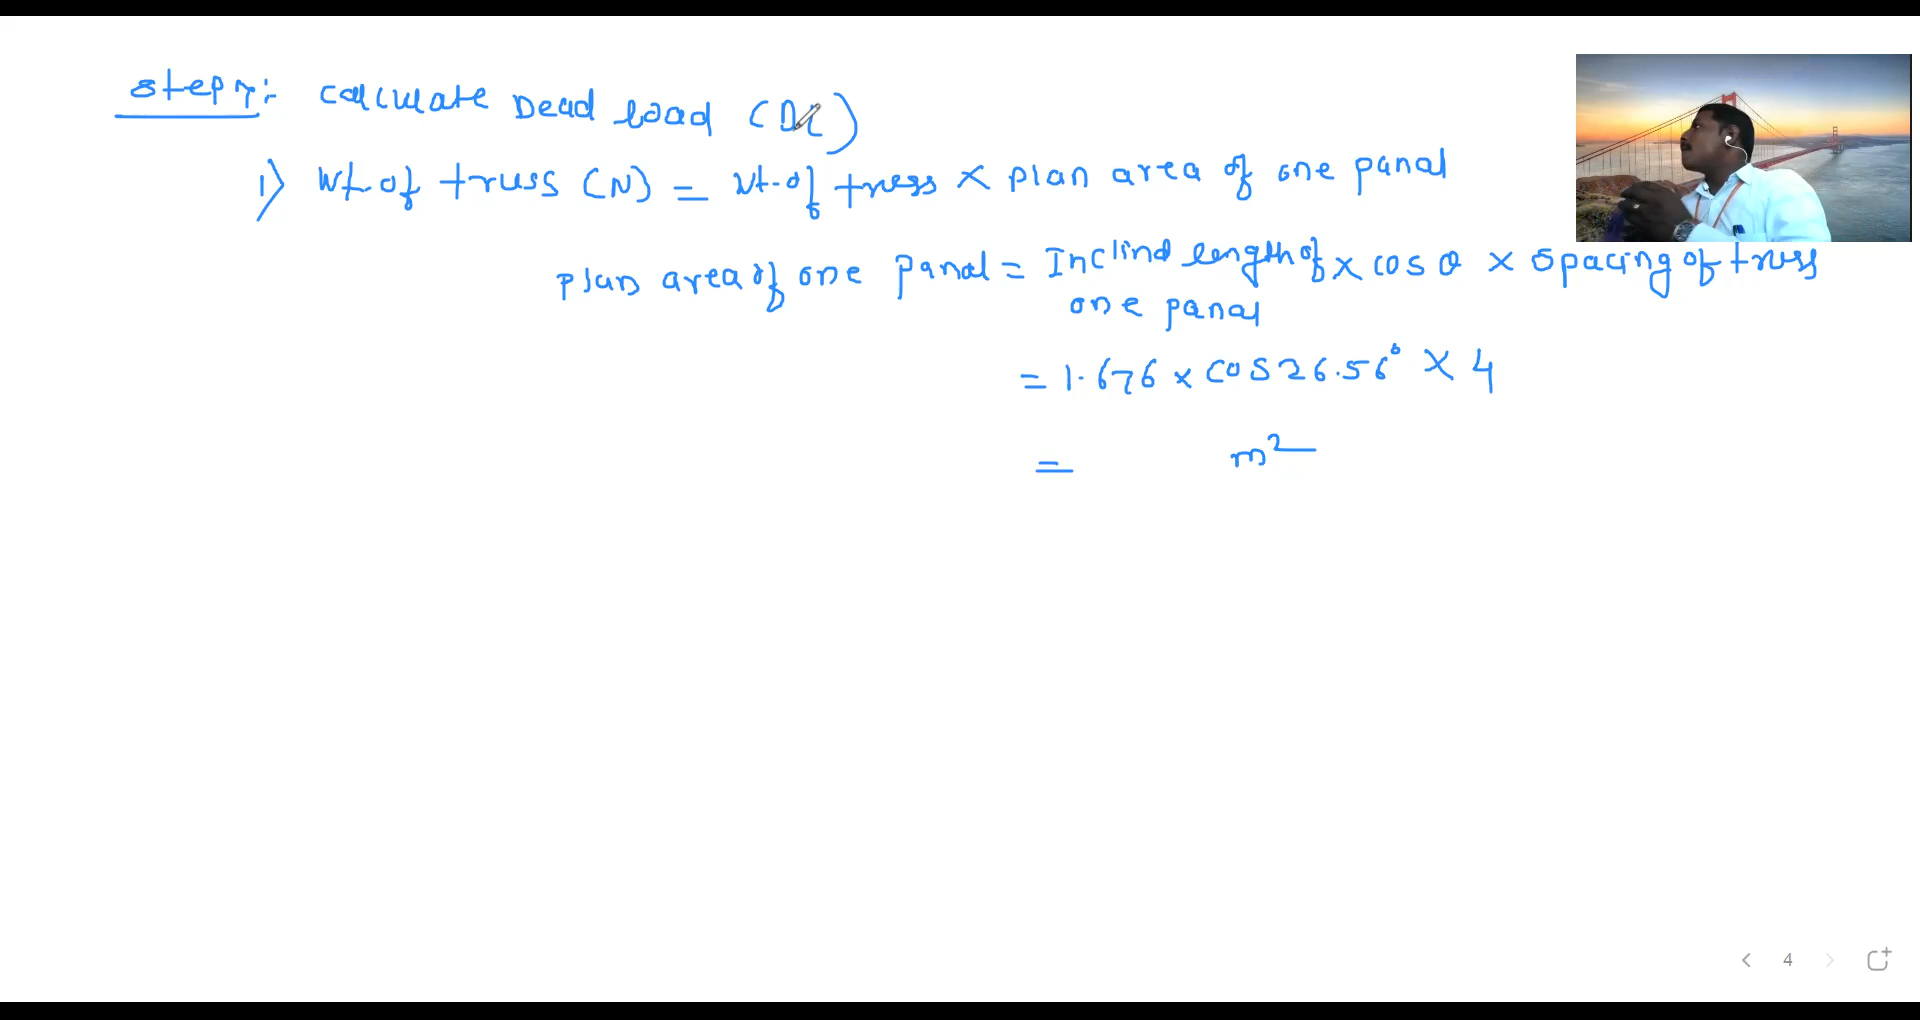 Step 7:- Calculate Dead load (DL)
1) Wt. of truss (N) = Wt. of truss × plan area of one panal
plan area of one panal = Inclind length of × cos θ × spacing of truss
one panal
= 1.676 × cos 26.56° × 4
= m²
4